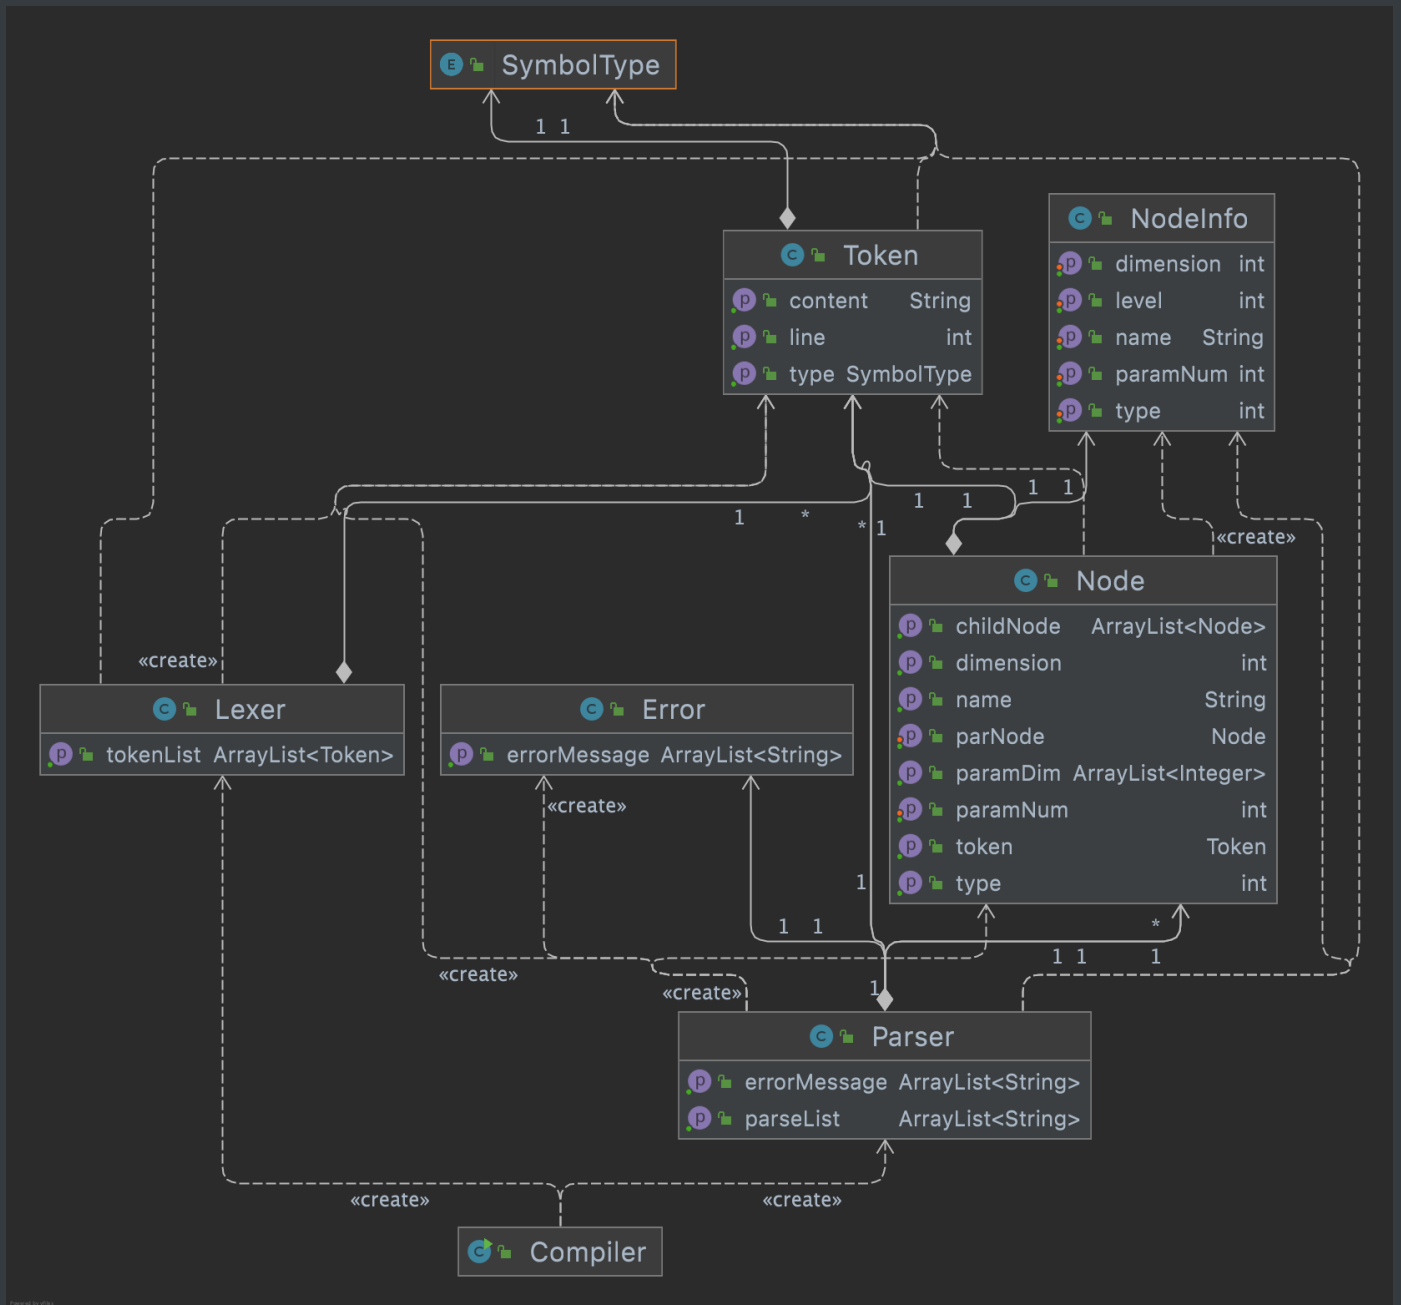 E SymbolType
1 1
C Token
p content String
p line int
p type SymbolType
C NodeInfo
p dimension int
p level int
p name String
p paramNum int
p type int
1 *
* 1
1 1
1 1
«create»
C Node
p childNode ArrayList<Node>
p dimension int
p name String
p parNode Node
p paramDim ArrayList<Integer>
p paramNum int
p token Token
p type int
«create»
C Lexer
p tokenList ArrayList<Token>
C Error
p errorMessage ArrayList<String>
«create»
1
1 1
*
1 1 1
«create»
«create»
1
C Parser
p errorMessage ArrayList<String>
p parseList ArrayList<String>
«create»
«create»
C Compiler